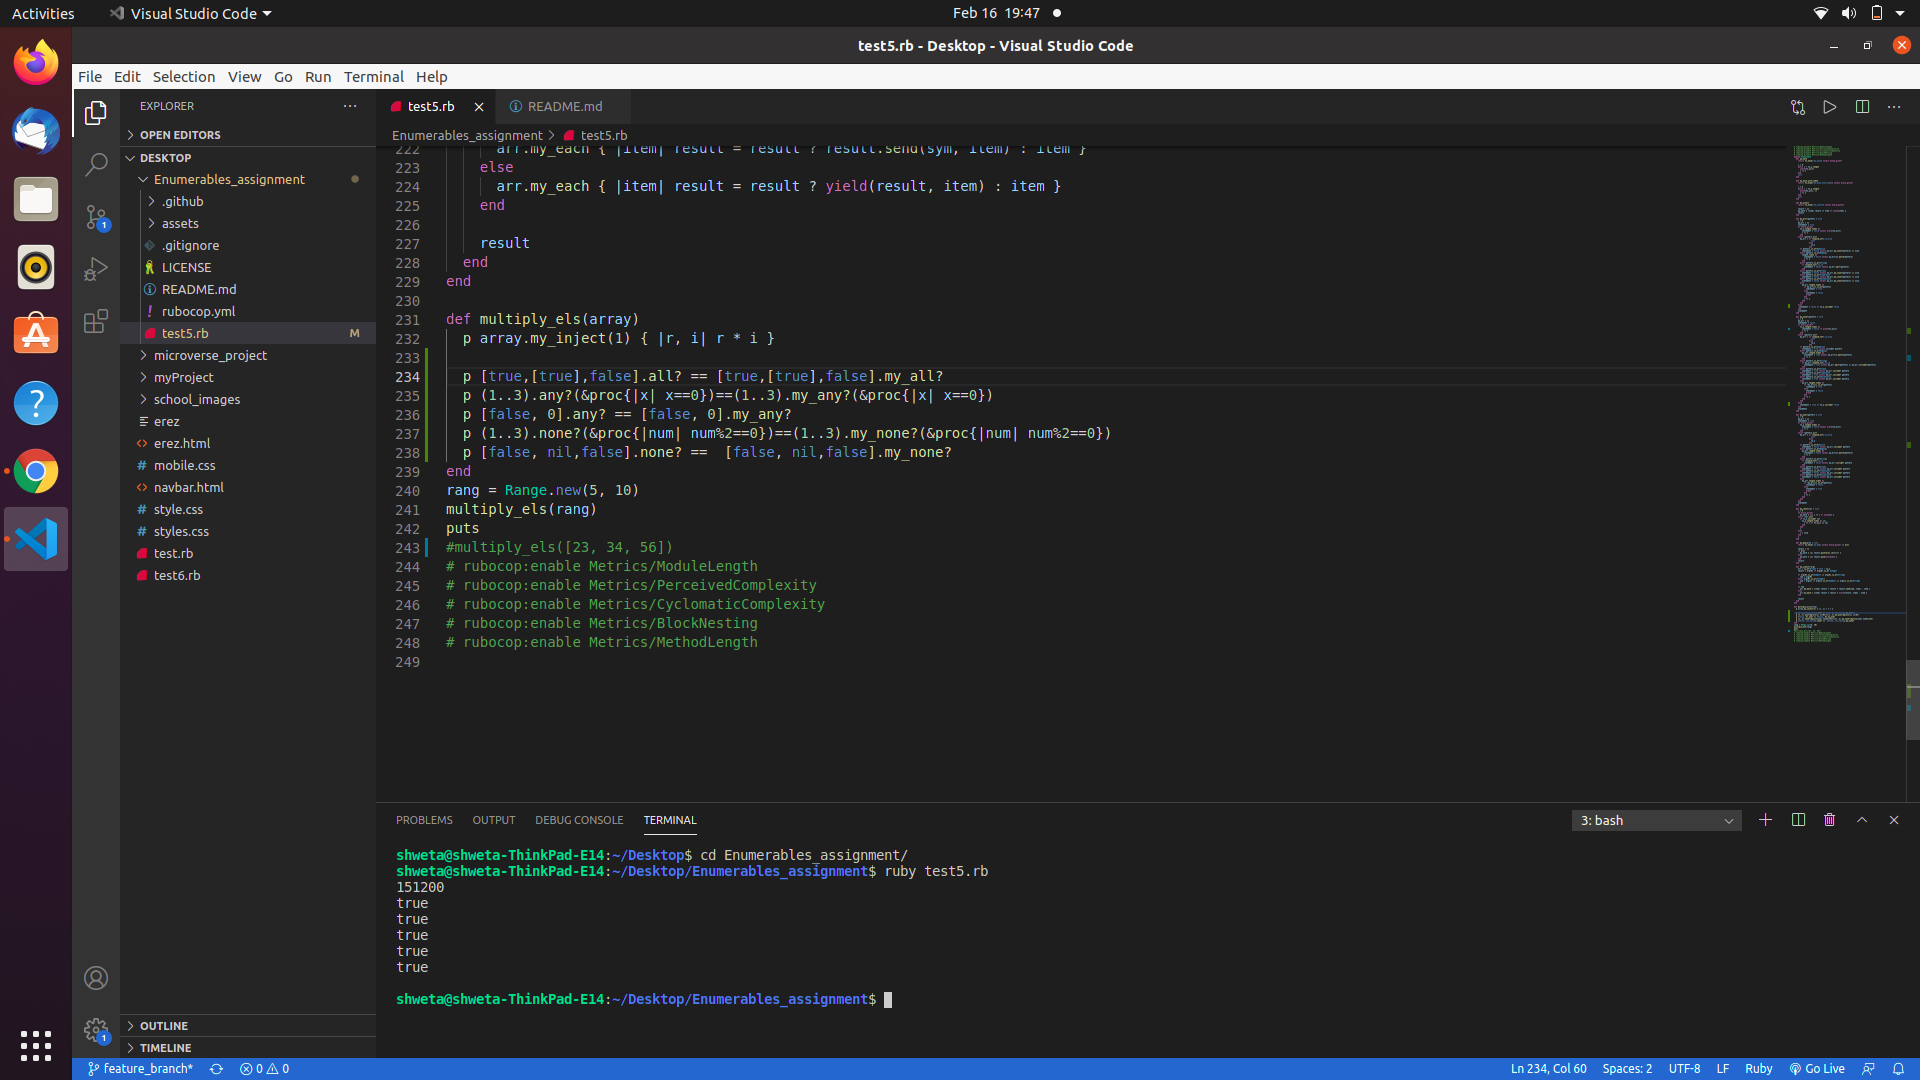 Activities
Visual Studio Code
Feb 16 19:47
test5.rb - Desktop - Visual Studio Code
File Edit Selection View Go Run Terminal Help
EXPLORER
OPEN EDITORS
DESKTOP
Enumerables_assignment
.github
assets
.gitignore
LICENSE
README.md
rubocop.yml
test5.rb M
microverse_project
myProject
school_images
erez
erez.html
mobile.css
navbar.html
style.css
styles.css
test.rb
test6.rb
OUTLINE
TIMELINE
1
1
test5.rb
README.md
Enumerables_assignment > test5.rb
222 arr.my_each { |item| result = result ? result.send(sym, item) : item }
223 else
224 arr.my_each { |item| result = result ? yield(result, item) : item }
225 end
226
227 result
228 end
229 end
230
231 def multiply_els(array)
232 p array.my_inject(1) { |r, i| r * i }
233
234 p [true,[true],false].all? == [true,[true],false].my_all?
235 p (1..3).any?(&proc{|x| x==0})==(1..3).my_any?(&proc{|x| x==0})
236 p [false, 0].any? == [false, 0].my_any?
237 p (1..3).none?(&proc{|num| num%2==0})==(1..3).my_none?(&proc{|num| num%2==0})
238 p [false, nil,false].none? ==  [false, nil,false].my_none?
239 end
240 rang = Range.new(5, 10)
241 multiply_els(rang)
242 puts
243 #multiply_els([23, 34, 56])
244 # rubocop:enable Metrics/ModuleLength
245 # rubocop:enable Metrics/PerceivedComplexity
246 # rubocop:enable Metrics/CyclomaticComplexity
247 # rubocop:enable Metrics/BlockNesting
248 # rubocop:enable Metrics/MethodLength
249
PROBLEMS OUTPUT DEBUG CONSOLE TERMINAL
3: bash
shweta@shweta-ThinkPad-E14:~/Desktop$ cd Enumerables_assignment/
shweta@shweta-ThinkPad-E14:~/Desktop/Enumerables_assignment$ ruby test5.rb
151200
true
true
true
true
true
shweta@shweta-ThinkPad-E14:~/Desktop/Enumerables_assignment$
feature_branch* 0 0
Ln 234, Col 60 Spaces: 2 UTF-8 LF Ruby Go Live